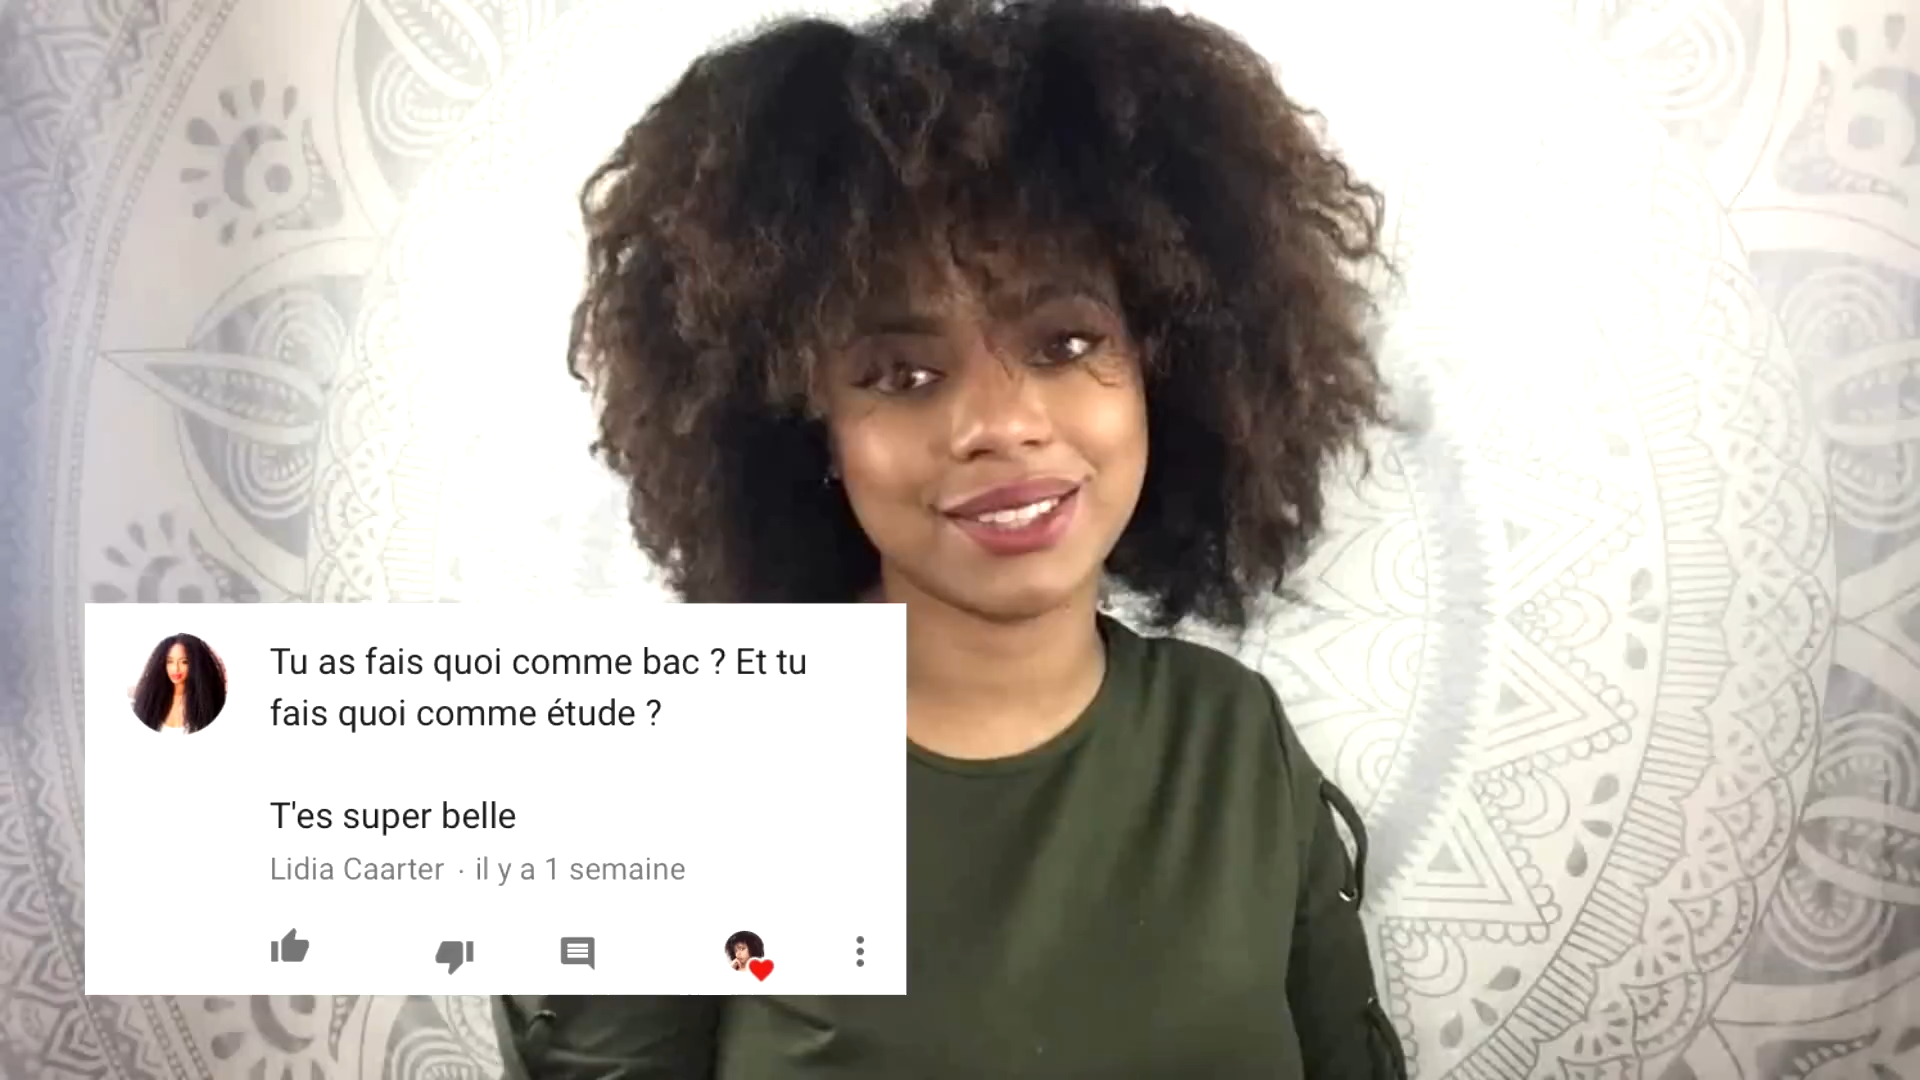 Tu as fais quoi comme bac ? Et tu
fais quoi comme étude ?
T'es super belle
Lidia Caarter · il y a 1 semaine